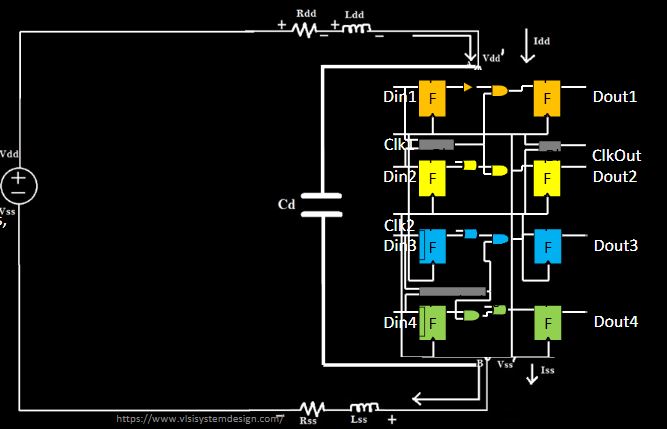 Rdd Ldd
+ − + −
Idd
Vdd'
A
Din1 F F Dout1
Clk1
ClkOut
Din2 F F Dout2
Vdd
+
−
Vss
Cd
Clk2
Din3 F F Dout3
Din4 F F Dout4
B Vss'
Iss
https://www.vlsisystemdesign.com/
− Rss Lss +